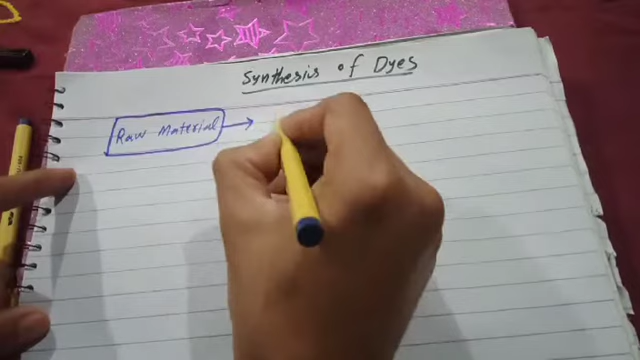 Synthesis of Dyes
Raw Material